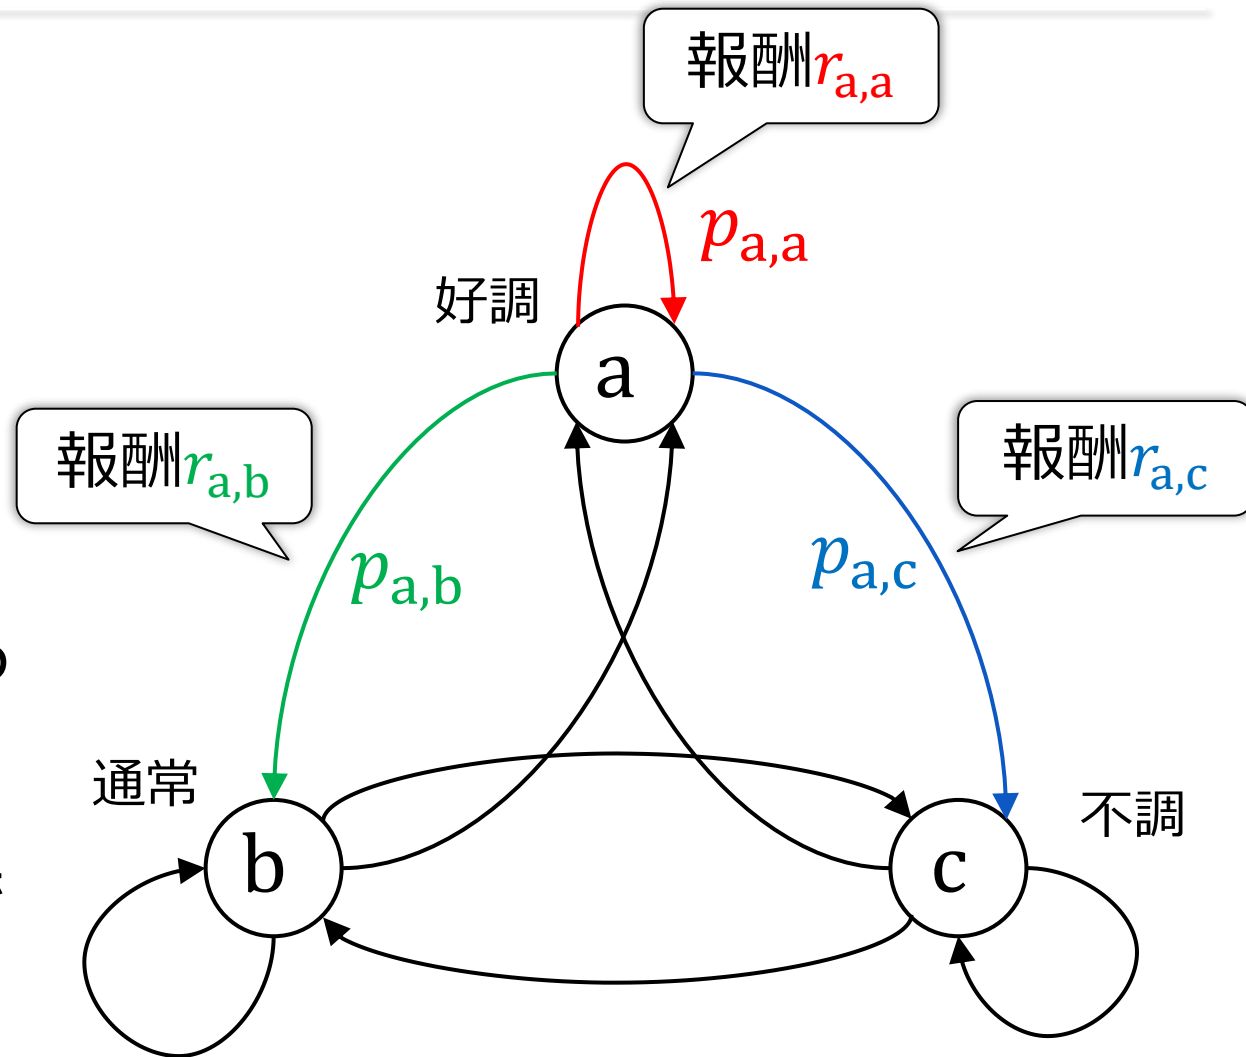 報酬r_{a,a}
p_{a,a}
好調
a
報酬r_{a,b}
報酬r_{a,c}
p_{a,b}
p_{a,c}
通常
不調
b
c